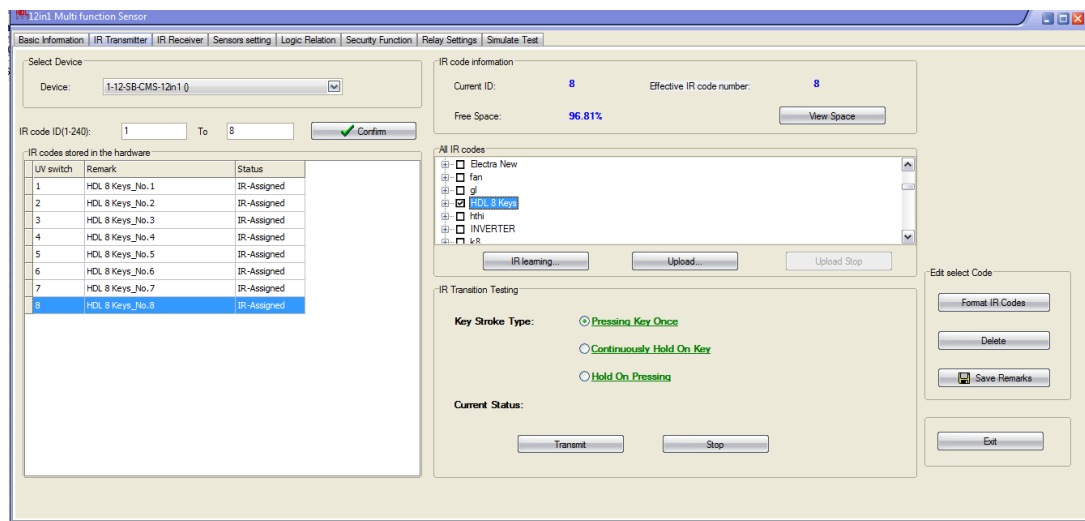 HDL 12in1 Multi function Sensor
Basic Information IR Transmitter IR Receiver Sensors setting Logic Relation Security Function Relay Settings Simulate Test
Select Device
Device: 1-12-SB-CMS-12in1 ()
IR code ID(1-240): 1 To 8 Confirm
IR codes stored in the hardware
UV switch Remark Status
1 HDL 8 Keys_No.1 IR-Assigned
2 HDL 8 Keys_No.2 IR-Assigned
3 HDL 8 Keys_No.3 IR-Assigned
4 HDL 8 Keys_No.4 IR-Assigned
5 HDL 8 Keys_No.5 IR-Assigned
6 HDL 8 Keys_No.6 IR-Assigned
7 HDL 8 Keys_No.7 IR-Assigned
8 HDL 8 Keys_No.8 IR-Assigned
IR code information
Current ID: 8 Effective IR code number: 8
Free Space: 96.81% View Space
All IR codes
Electra New
fan
gl
HDL 8 Keys
hthi
INVERTER
k8
IR learning... Upload... Upload Stop
IR Transition Testing
Key Stroke Type: Pressing Key Once
Continuously Hold On Key
Hold On Pressing
Current Status:
Transmit Stop
Edit select Code
Format IR Codes
Delete
Save Remarks
Exit